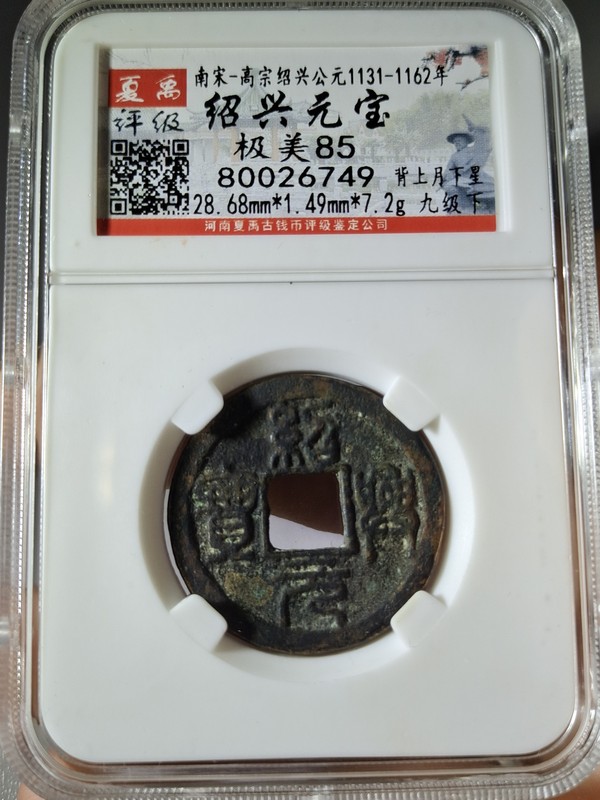 夏禹
评级
南宋-高宗绍兴公元1131-1162年
绍兴元宝
极美85
80026749 背上月下星
28.68mm*1.49mm*7.2g 九级下
河南夏禹古钱币评级鉴定公司
紹
興
元
寶